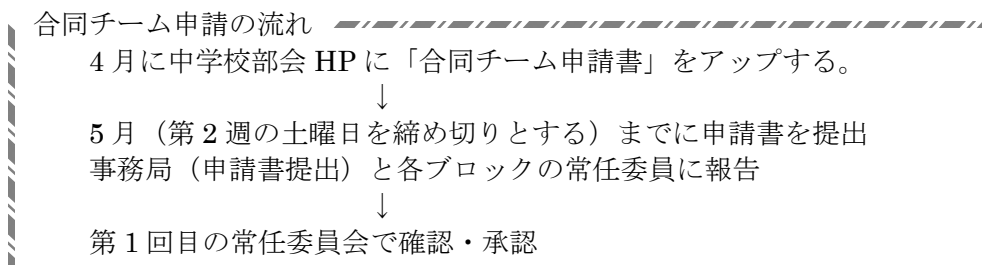 合同チーム申請の流れ
4月に中学校部会 HP に「合同チーム申請書」をアップする。
↓
5月（第2週の土曜日を締め切りとする）までに申請書を提出
事務局（申請書提出）と各ブロックの常任委員に報告
↓
第1回目の常任委員会で確認・承認